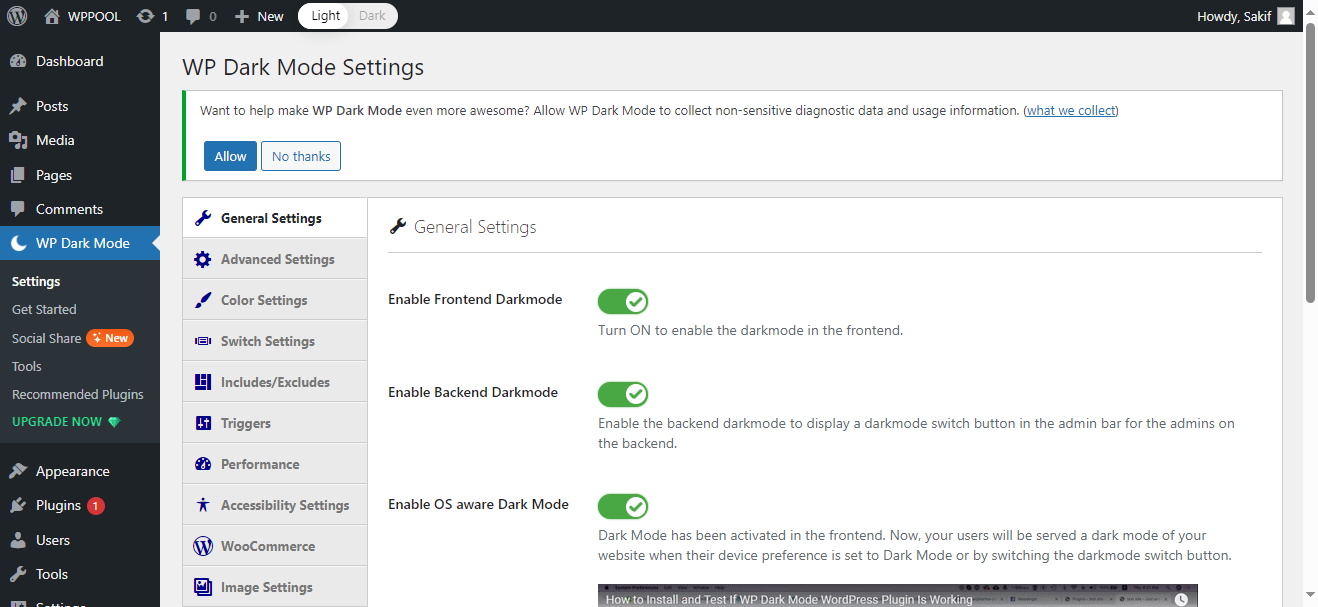 WPPOOL 1 0 New Light Dark Howdy, Sakif
Dashboard
Posts
Media
Pages
Comments
WP Dark Mode
Settings
Get Started
Social Share New
Tools
Recommended Plugins
UPGRADE NOW
Appearance
Plugins 1
Users
Tools
Settings
WP Dark Mode Settings
Want to help make WP Dark Mode even more awesome? Allow WP Dark Mode to collect non-sensitive diagnostic data and usage information. (what we collect)
Allow No thanks
General Settings
Advanced Settings
Color Settings
Switch Settings
Includes/Excludes
Triggers
Performance
Accessibility Settings
WooCommerce
Image Settings
General Settings
Enable Frontend Darkmode
Turn ON to enable the darkmode in the frontend.
Enable Backend Darkmode
Enable the backend darkmode to display a darkmode switch button in the admin bar for the admins on
the backend.
Enable OS aware Dark Mode
Dark Mode has been activated in the frontend. Now, your users will be served a dark mode of your
website when their device preference is set to Dark Mode or by switching the darkmode switch button.
How to Install and Test If WP Dark Mode WordPress Plugin Is Working